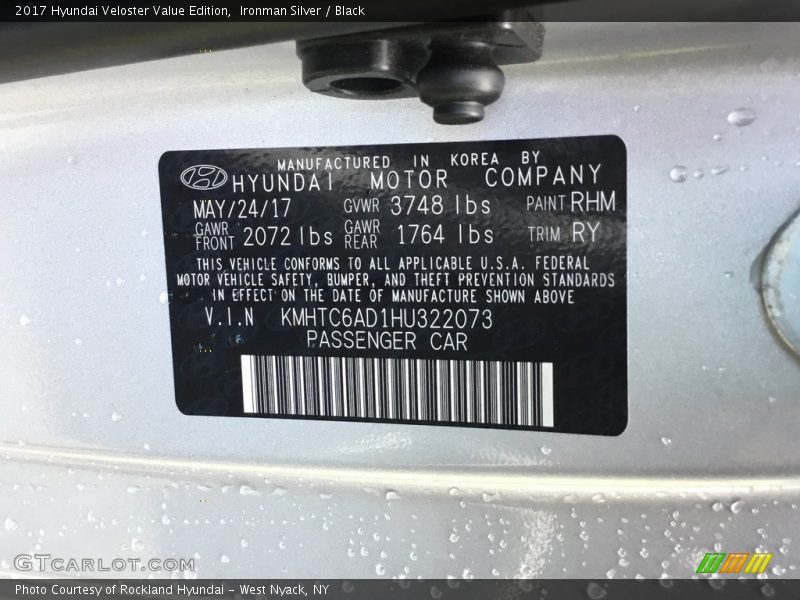 2017 Hyundai Veloster Value Edition,  Ironman Silver / Black
MANUFACTURED IN KOREA BY
HYUNDAI MOTOR COMPANY
MAY/24/17 GVWR 3748 lbs PAINT RHM
GAWR FRONT 2072 lbs GAWR REAR 1764 lbs TRIM RY
THIS VEHICLE CONFORMS TO ALL APPLICABLE U.S.A. FEDERAL
MOTOR VEHICLE SAFETY, BUMPER, AND THEFT PREVENTION STANDARDS
IN EFFECT ON THE DATE OF MANUFACTURE SHOWN ABOVE
V.I.N KMHTC6AD1HU322073
PASSENGER CAR
GTCARLOT.COM
Photo Courtesy of Rockland Hyundai - West Nyack, NY